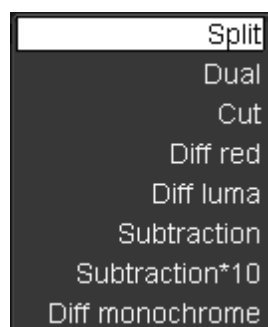 Split
Dual
Cut
Diff red
Diff luma
Subtraction
Subtraction*10
Diff monochrome